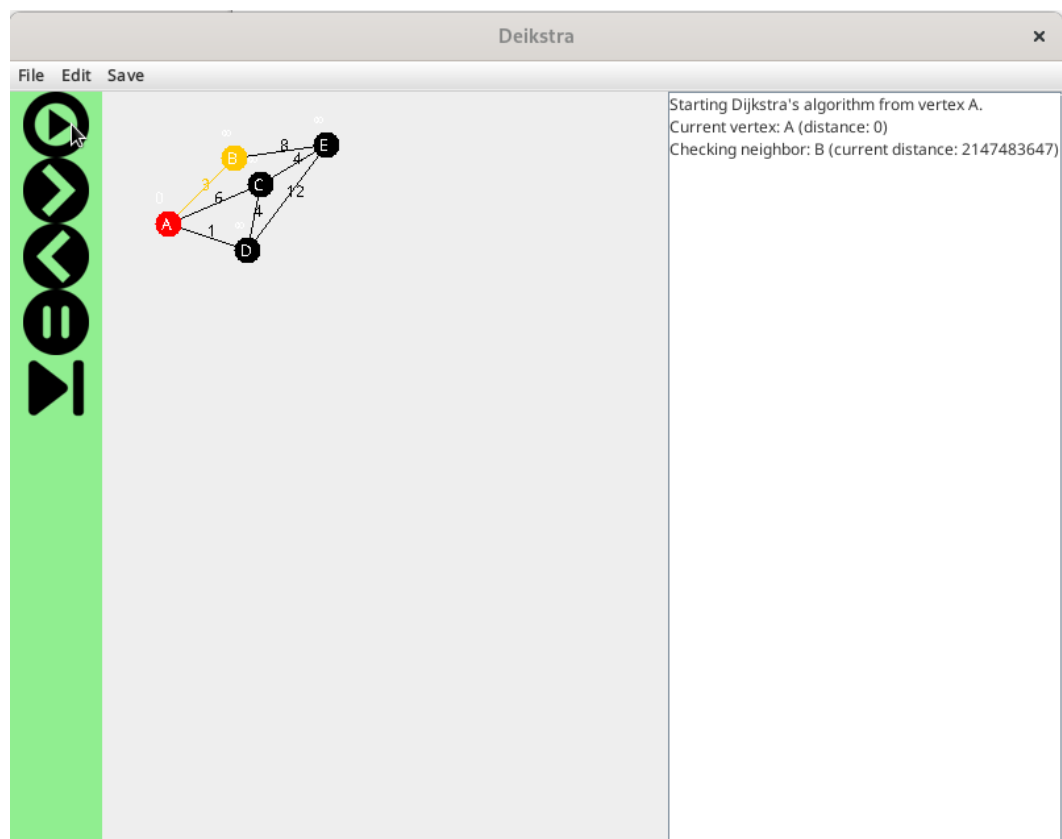 Deikstra
File Edit Save
Starting Dijkstra's algorithm from vertex A.
Current vertex: A (distance: 0)
Checking neighbor: B (current distance: 2147483647)
∞
∞
8
E
B
4
3
C
12
0
6
4
A
∞
1
D